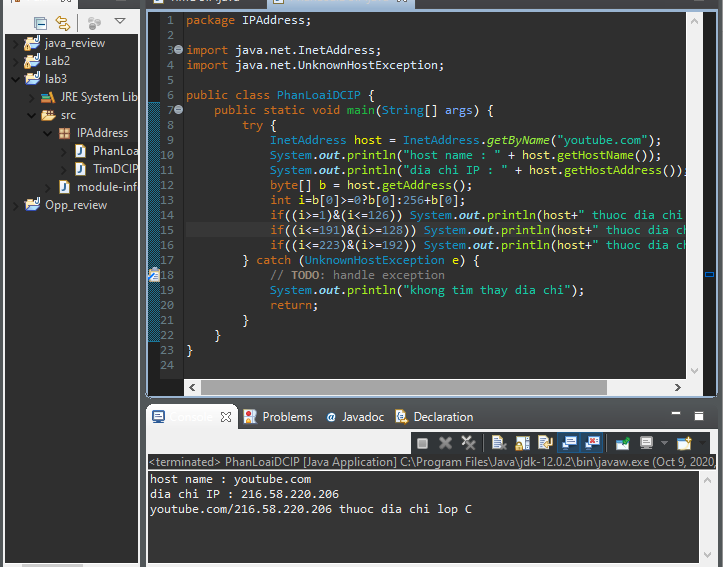 java_review
Lab2
lab3
JRE System Lib
src
IPAddress
PhanLoa
TimDCIP
module-inf
Opp_review
1 package IPAddress;
2
3 import java.net.InetAddress;
4 import java.net.UnknownHostException;
5
6 public class PhanLoaiDCIP {
7 public static void main(String[] args) {
8 try {
9 InetAddress host = InetAddress.getByName("youtube.com");
10 System.out.println("host name : " + host.getHostName());
11 System.out.println("dia chi IP : " + host.getHostAddress());
12 byte[] b = host.getAddress();
13 int i=b[0]>=0?b[0]:256+b[0];
14 if((i>=1)&(i<=126)) System.out.println(host+" thuoc dia chi
15 if((i<=191)&(i>=128)) System.out.println(host+" thuoc dia ch
16 if((i<=223)&(i>=192)) System.out.println(host+" thuoc dia ch
17 } catch (UnknownHostException e) {
18 // TODO: handle exception
19 System.out.println("khong tim thay dia chi");
20 return;
21 }
22 }
23 }
24
Problems
Javadoc
Declaration
<terminated> PhanLoaiDCIP [Java Application] C:\Program Files\Java\jdk-12.0.2\bin\javaw.exe (Oct 9, 2020,
host name : youtube.com
dia chi IP : 216.58.220.206
youtube.com/216.58.220.206 thuoc dia chi lop C